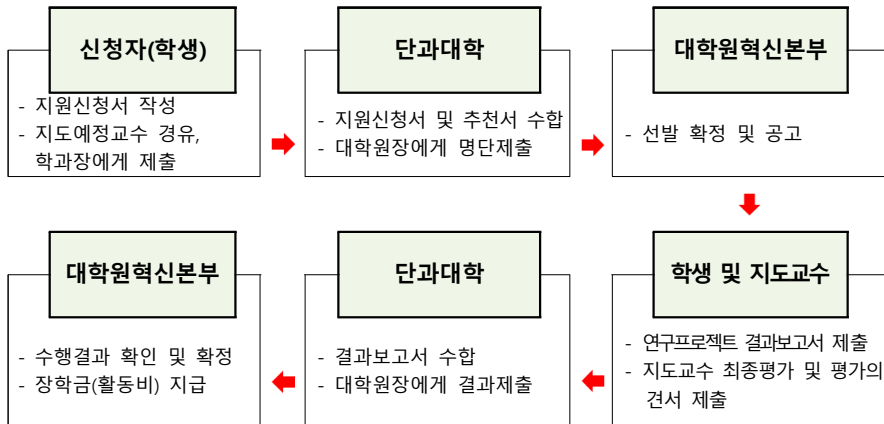 신청자(학생)
- 지원신청서 작성
- 지도예정교수 경유,
학과장에게 제출
단과대학
- 지원신청서 및 추천서 수합
- 대학원장에게 명단제출
대학원혁신본부
- 선발 확정 및 공고
학생 및 지도교수
- 연구프로젝트 결과보고서 제출
- 지도교수 최종평가 및 평가의
견서 제출
단과대학
- 결과보고서 수합
- 대학원장에게 결과제출
대학원혁신본부
- 수행결과 확인 및 확정
- 장학금(활동비) 지급